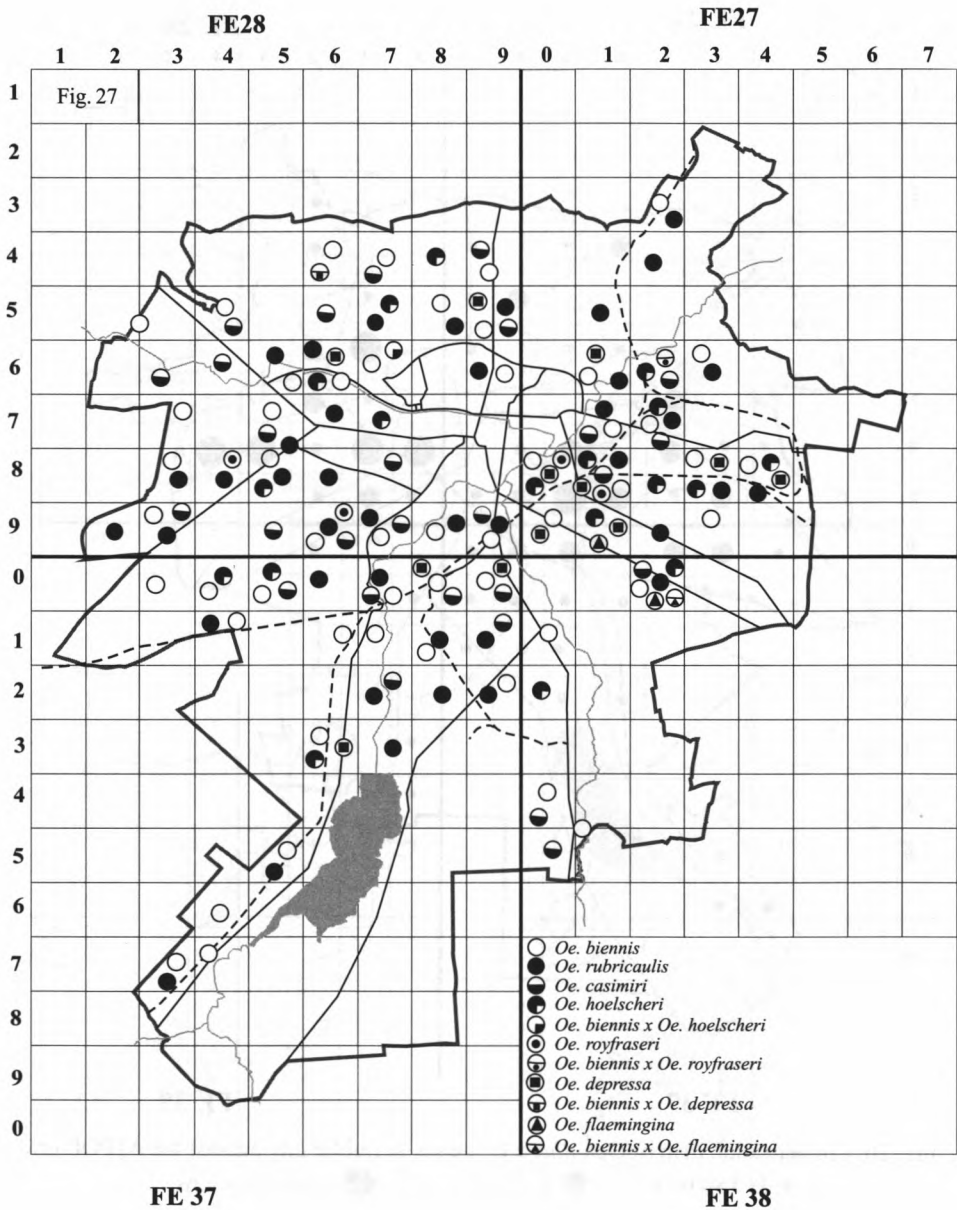 FE28 FE27
1 2 3 4 5 6 7 8 9 0 1 2 3 4 5 6 7
1
Fig. 27
2
3
4
5
6
7
8
9
0
1
2
3
4
5
6
7
8
9
0
Oe. biennis
Oe. rubricaulis
Oe. casimiri
Oe. hoelscheri
Oe. biennis x Oe. hoelscheri
Oe. royfraseri
Oe. biennis x Oe. royfraseri
Oe. depressa
Oe. biennis x Oe. depressa
Oe. flaemingina
Oe. biennis x Oe. flaemingina
FE 37 FE 38